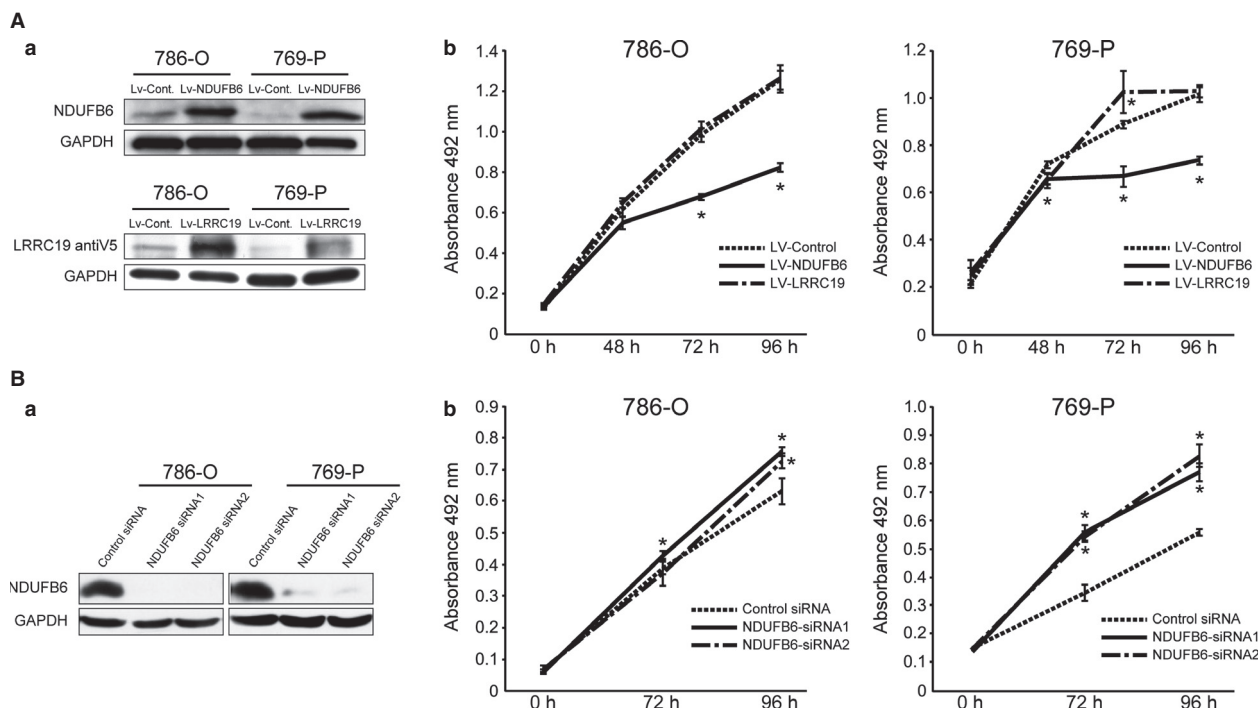 A
a
786-O 769-P
Lv-Cont. Lv-NDUFB6 Lv-Cont. Lv-NDUFB6
NDUFB6
GAPDH
786-O 769-P
Lv-Cont. Lv-LRRC19 Lv-Cont. Lv-LRRC19
LRRC19 antiV5
GAPDH
b
786-O
Absorbance 492 nm
1.4
1.2
1.0
0.8
0.6
0.4
0.2
0
*
*
LV-Control
LV-NDUFB6
LV-LRRC19
0 h 48 h 72 h 96 h
769-P
Absorbance 492 nm
1.2
1.0
0.8
0.6
0.4
0.2
0
*
*
*
*
LV-Control
LV-NDUFB6
LV-LRRC19
0 h 48 h 72 h 96 h
B
a
786-O 769-P
Control siRNA NDUFB6 siRNA1 NDUFB6 siRNA2 Control siRNA NDUFB6 siRNA1 NDUFB6 siRNA2
NDUFB6
GAPDH
b
786-O
Absorbance 492 nm
0.9
0.8
0.7
0.6
0.5
0.4
0.3
0.2
0.1
0
*
*
*
Control siRNA
NDUFB6-siRNA1
NDUFB6-siRNA2
0 h 72 h 96 h
769-P
Absorbance 492 nm
1.0
0.9
0.8
0.7
0.6
0.5
0.4
0.3
0.2
0.1
0
*
*
*
*
Control siRNA
NDUFB6-siRNA1
NDUFB6-siRNA2
0 h 72 h 96 h